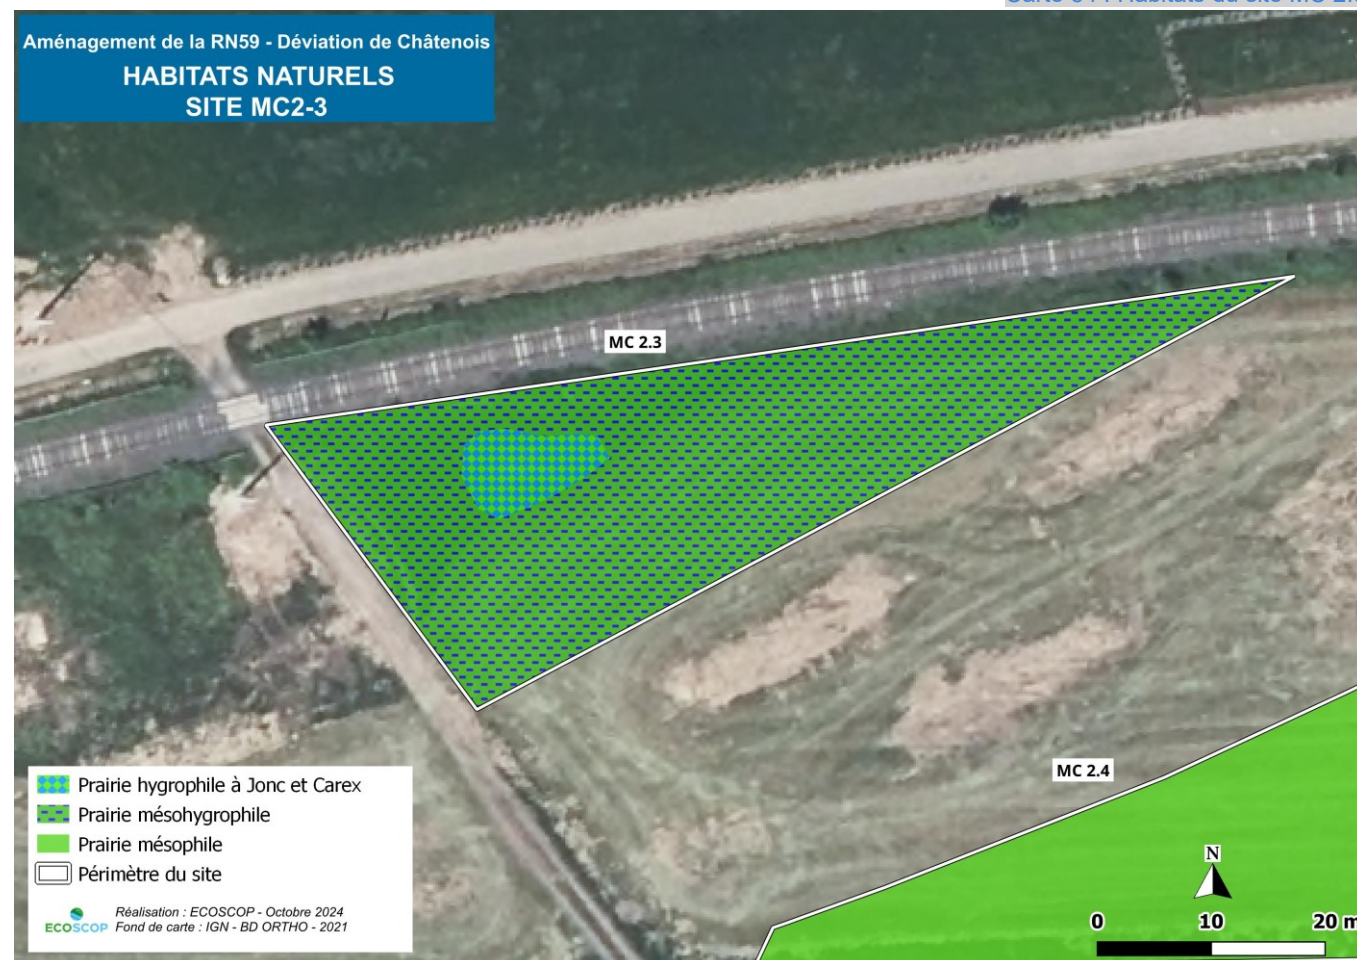 Aménagement de la RN59 - Déviation de Châtenois
HABITATS NATURELS
SITE MC2-3
MC 2.3
MC 2.4
Prairie hygrophile à Jonc et Carex
Prairie mésohygrophile
Prairie mésophile
Périmètre du site
ECOSCOP
Réalisation : ECOSCOP - Octobre 2024
Fond de carte : IGN - BD ORTHO - 2021
N
0 10 20 m